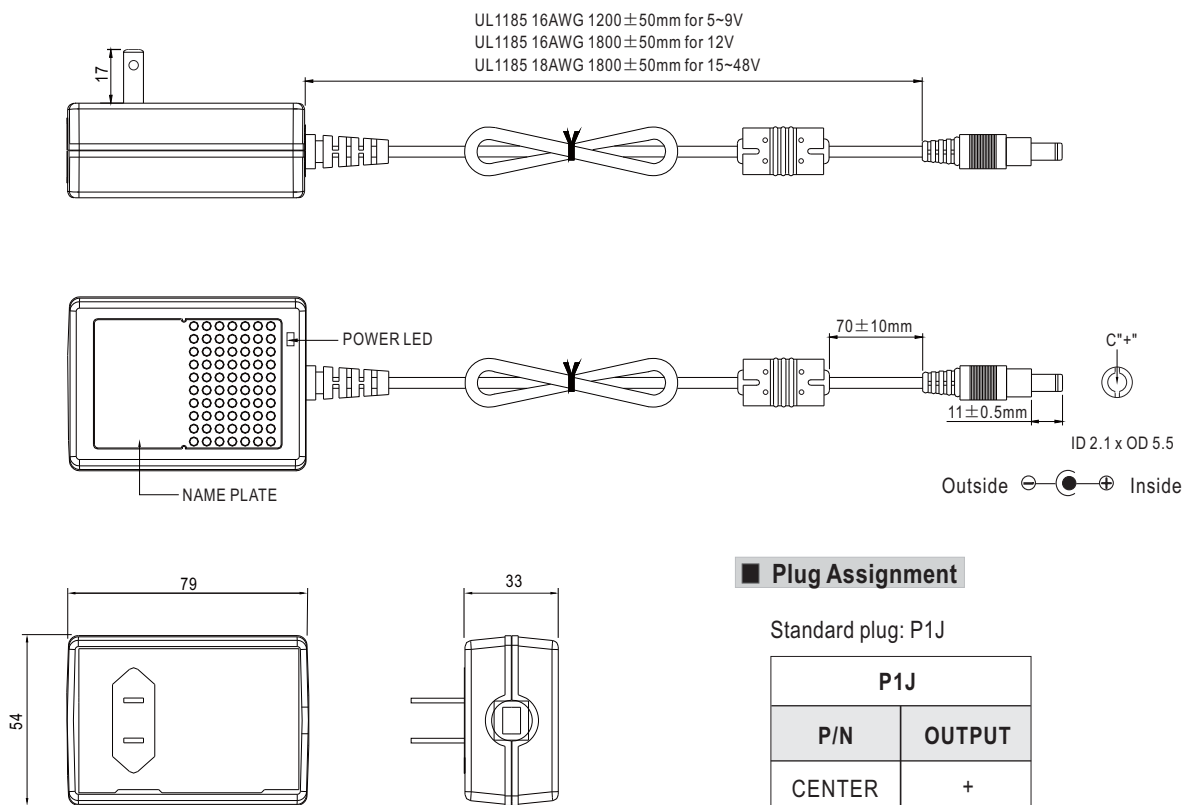 UL1185 16AWG 1200±50mm for 5~9V
UL1185 16AWG 1800±50mm for 12V
UL1185 18AWG 1800±50mm for 15~48V
17
POWER LED
NAME PLATE
70±10mm
11±0.5mm
C"+"
ID 2.1 x OD 5.5
Outside
Inside
79
54
33
Plug Assignment
Standard plug: P1J
P1J
P/N OUTPUT
CENTER +